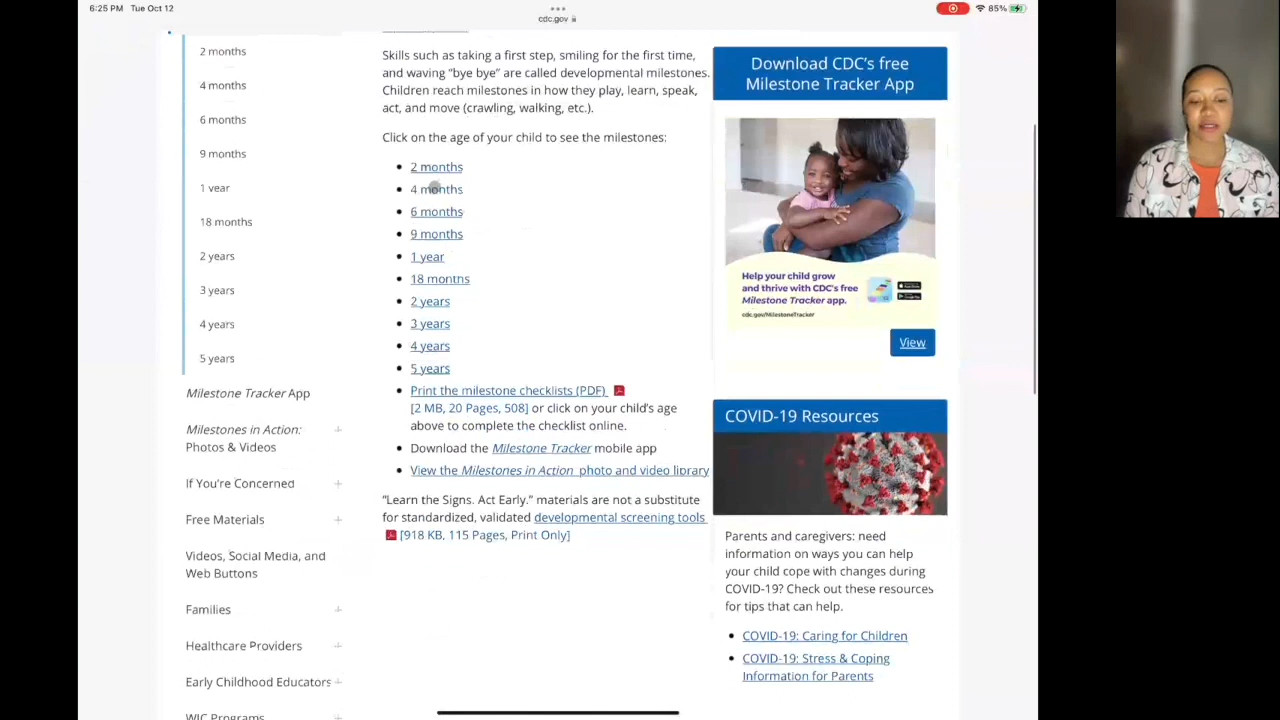 6:25 PM Tue Oct 12
cdc.gov
85%
2 months
4 months
6 months
9 months
1 year
18 months
2 years
3 years
4 years
5 years
Milestone Tracker App
Milestones in Action:
Photos & Videos
If You're Concerned
Free Materials
Videos, Social Media, and
Web Buttons
Families
Healthcare Providers
Early Childhood Educators
WIC Programs
Skills such as taking a first step, smiling for the first time,
and waving “bye bye” are called developmental milestones.
Children reach milestones in how they play, learn, speak,
act, and move (crawling, walking, etc.).
Click on the age of your child to see the milestones:
2 months
4 months
6 months
9 months
1 year
18 months
2 years
3 years
4 years
5 years
Print the milestone checklists (PDF)
[2 MB, 20 Pages, 508] or click on your child's age
above to complete the checklist online.
Download the Milestone Tracker mobile app
View the Milestones in Action photo and video library
“Learn the Signs. Act Early.” materials are not a substitute
for standardized, validated developmental screening tools
[918 KB, 115 Pages, Print Only]
Download CDC's free
Milestone Tracker App
Help your child grow
and thrive with CDC's free
Milestone Tracker app.
cdc.gov/MilestoneTracker
View
COVID-19 Resources
Parents and caregivers: need
information on ways you can help
your child cope with changes during
COVID-19? Check out these resources
for tips that can help.
COVID-19: Caring for Children
COVID-19: Stress & Coping
Information for Parents